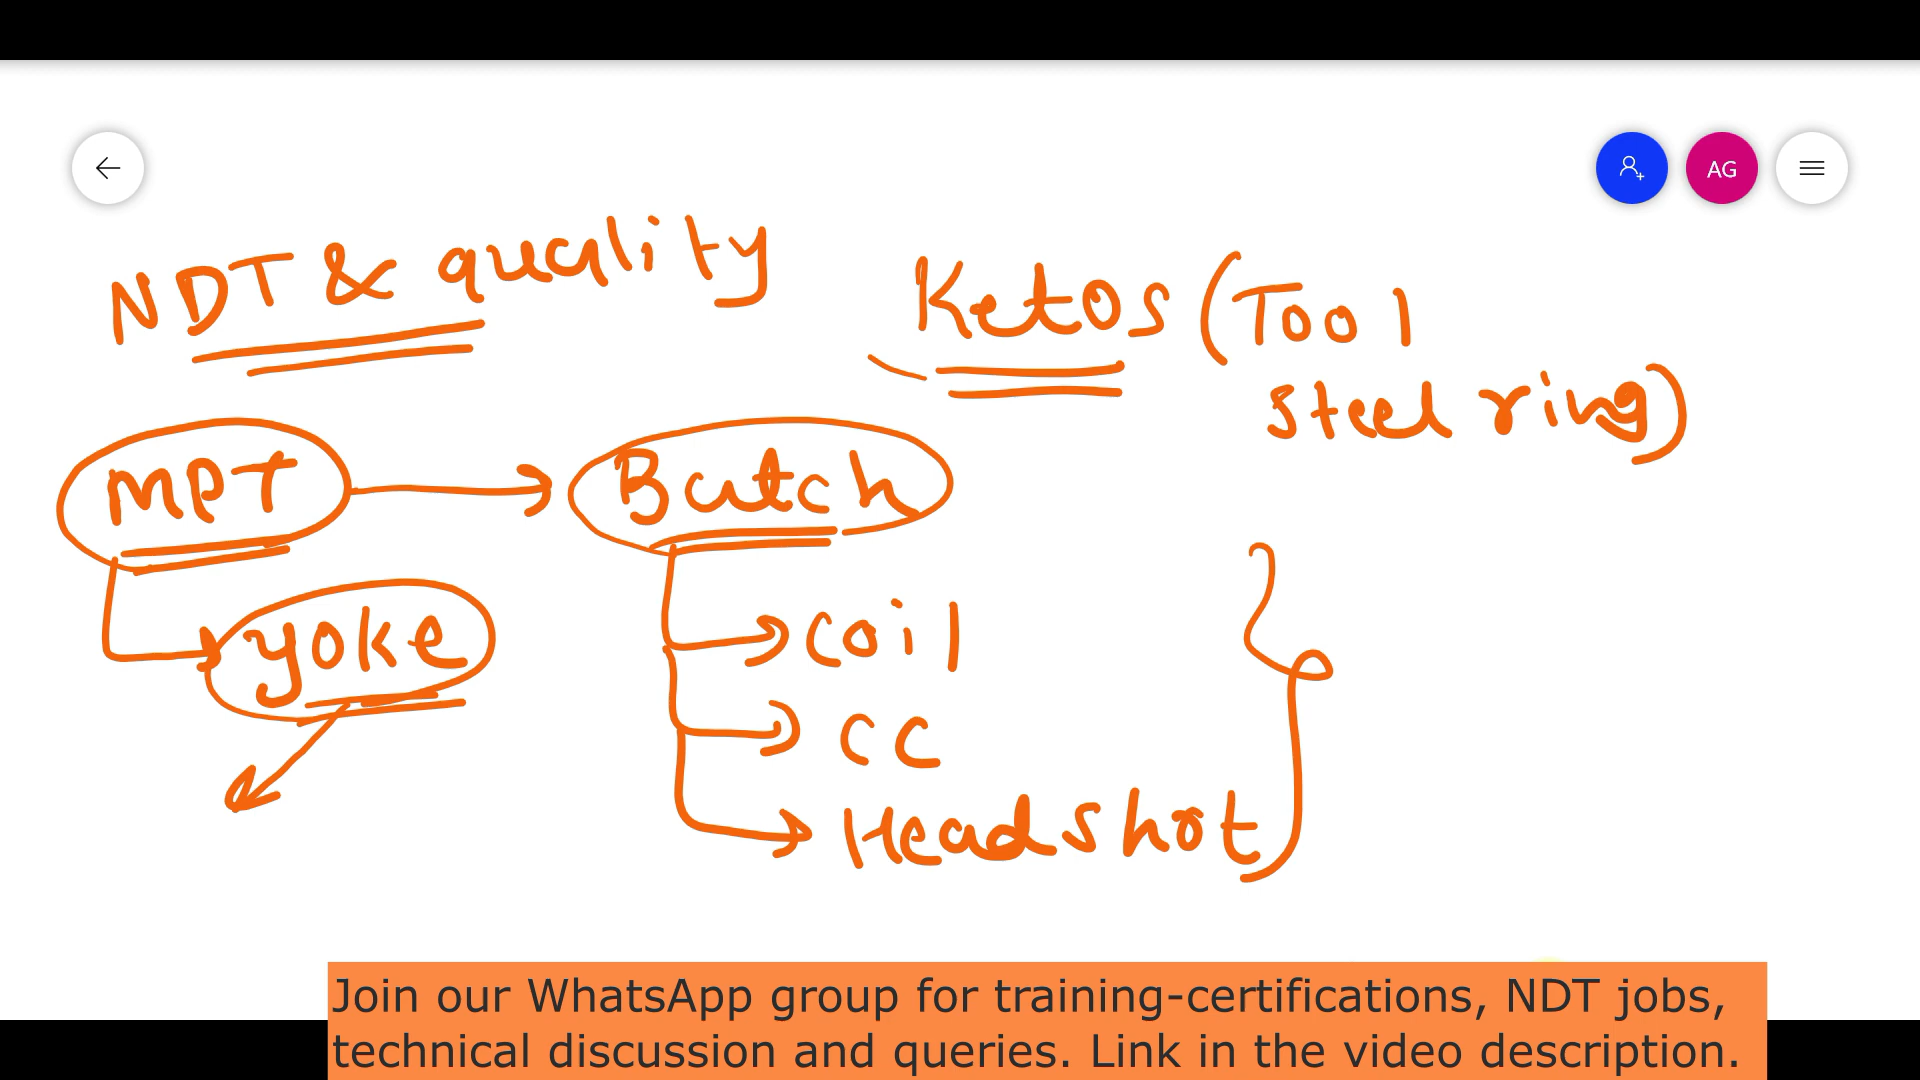 AG
NDT & quality
Ketos (Tool
steel ring)
MPT
Batch
yoke
coil
CC
Headshot
Join our WhatsApp group for training-certifications, NDT jobs,
technical discussion and queries. Link in the video description.